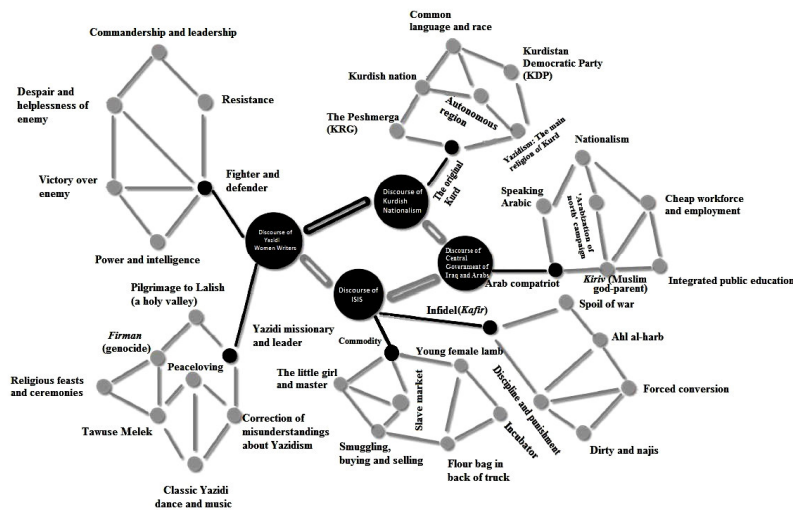 Commandership and leadership
Despair and
helplessness of
enemy
Resistance
Victory over
enemy
Fighter and
defender
Power and intelligence
Common
language and race
Kurdistan
Democratic Party
(KDP)
Kurdish nation
Autonomous
region
The Peshmerga
(KRG)
Yazidism: The main
religion of Kurd
The original
Kurd
Discourse of
Kurdish
Nationalism
Discourse of
Yazidi
Women Writers
Discourse of
Central
Government of
Iraq and Arabs
Discourse of
ISIS
Nationalism
Speaking
Arabic
'Arabization of
north' campaign
Cheap workforce
and employment
Arab compatriot
Kiriv (Muslim
god-parent)
Integrated public education
Pilgrimage to Lalish
(a holy valley)
Yazidi missionary
and leader
Firman
(genocide)
Peaceloving
Religious feasts
and ceremonies
Tawuse Melek
Correction of
misunderstandings
about Yazidism
Classic Yazidi
dance and music
Commodity
The little girl
and master
Slave market
Young female lamb
Smuggling,
buying and selling
Incubator
Flour bag in
back of truck
Infidel(Kafir)
Spoil of war
Ahl al-harb
Discipline and punishment
Forced conversion
Dirty and najis